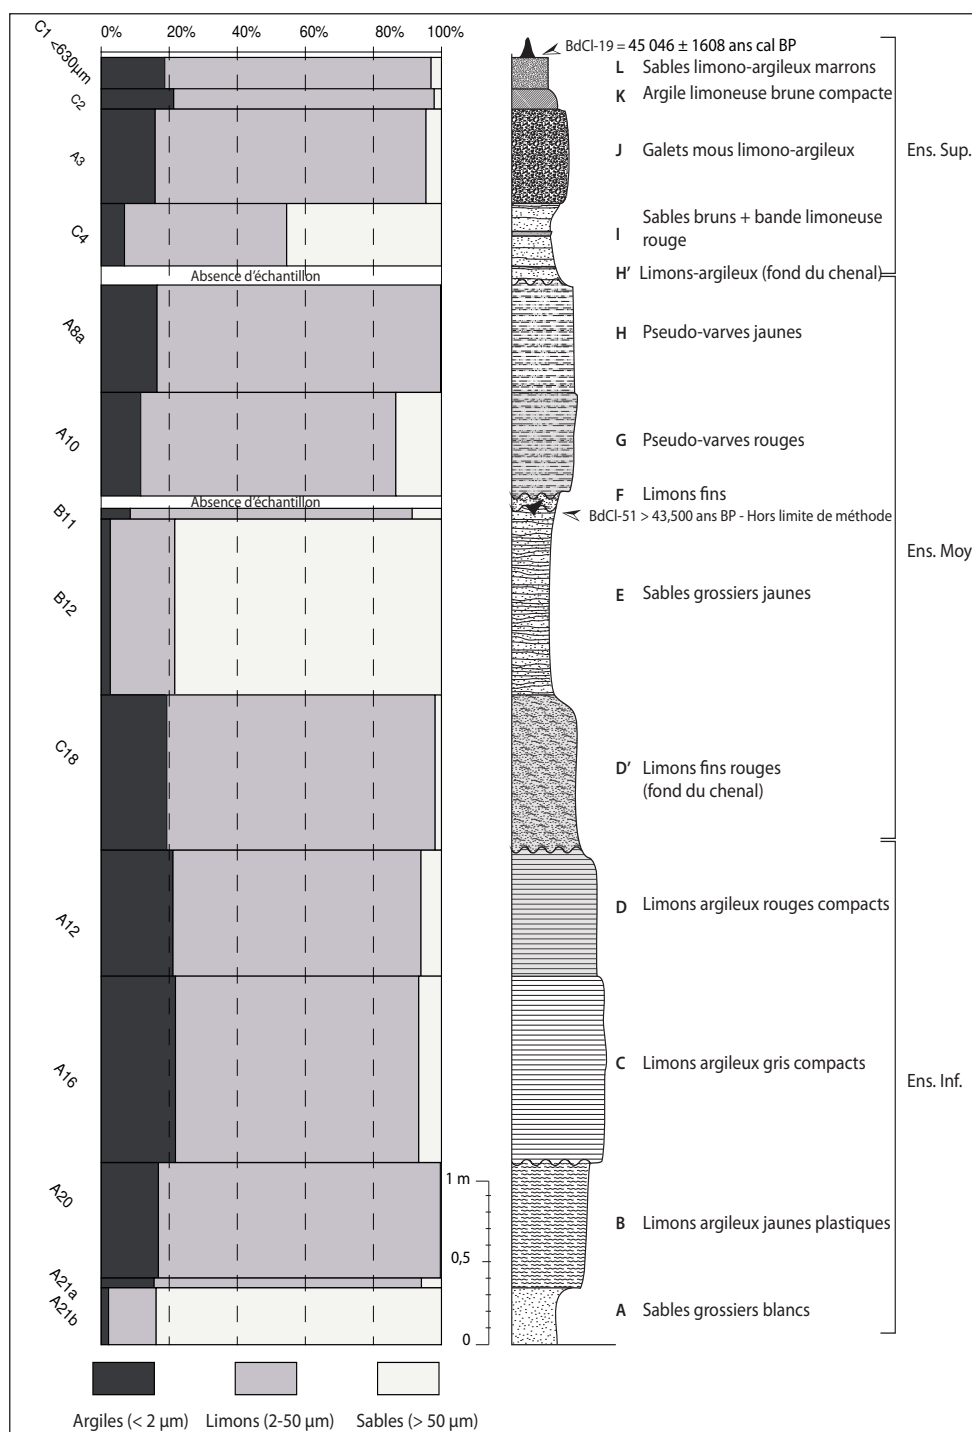 C1 <630µm
0% 20% 40% 60% 80% 100%
C2
A3
C4
Absence d'échantillon
A8a
A10
Absence d'échantillon
B11
B12
C18
A12
A16
A20
A21a
A21b
1 m
0,5
0
Argiles (< 2 µm) Limons (2-50 µm) Sables (> 50 µm)
BdCl-19 = 45 046 ± 1608 ans cal BP
L Sables limono-argileux marrons
K Argile limoneuse brune compacte
J Galets mous limono-argileux
Ens. Sup.
I Sables bruns + bande limoneuse
rouge
H' Limons-argileux (fond du chenal)
H Pseudo-varves jaunes
G Pseudo-varves rouges
F Limons fins
BdCl-51 > 43,500 ans BP - Hors limite de méthode
Ens. Moy
E Sables grossiers jaunes
D' Limons fins rouges
(fond du chenal)
D Limons argileux rouges compacts
C Limons argileux gris compacts
Ens. Inf.
B Limons argileux jaunes plastiques
A Sables grossiers blancs